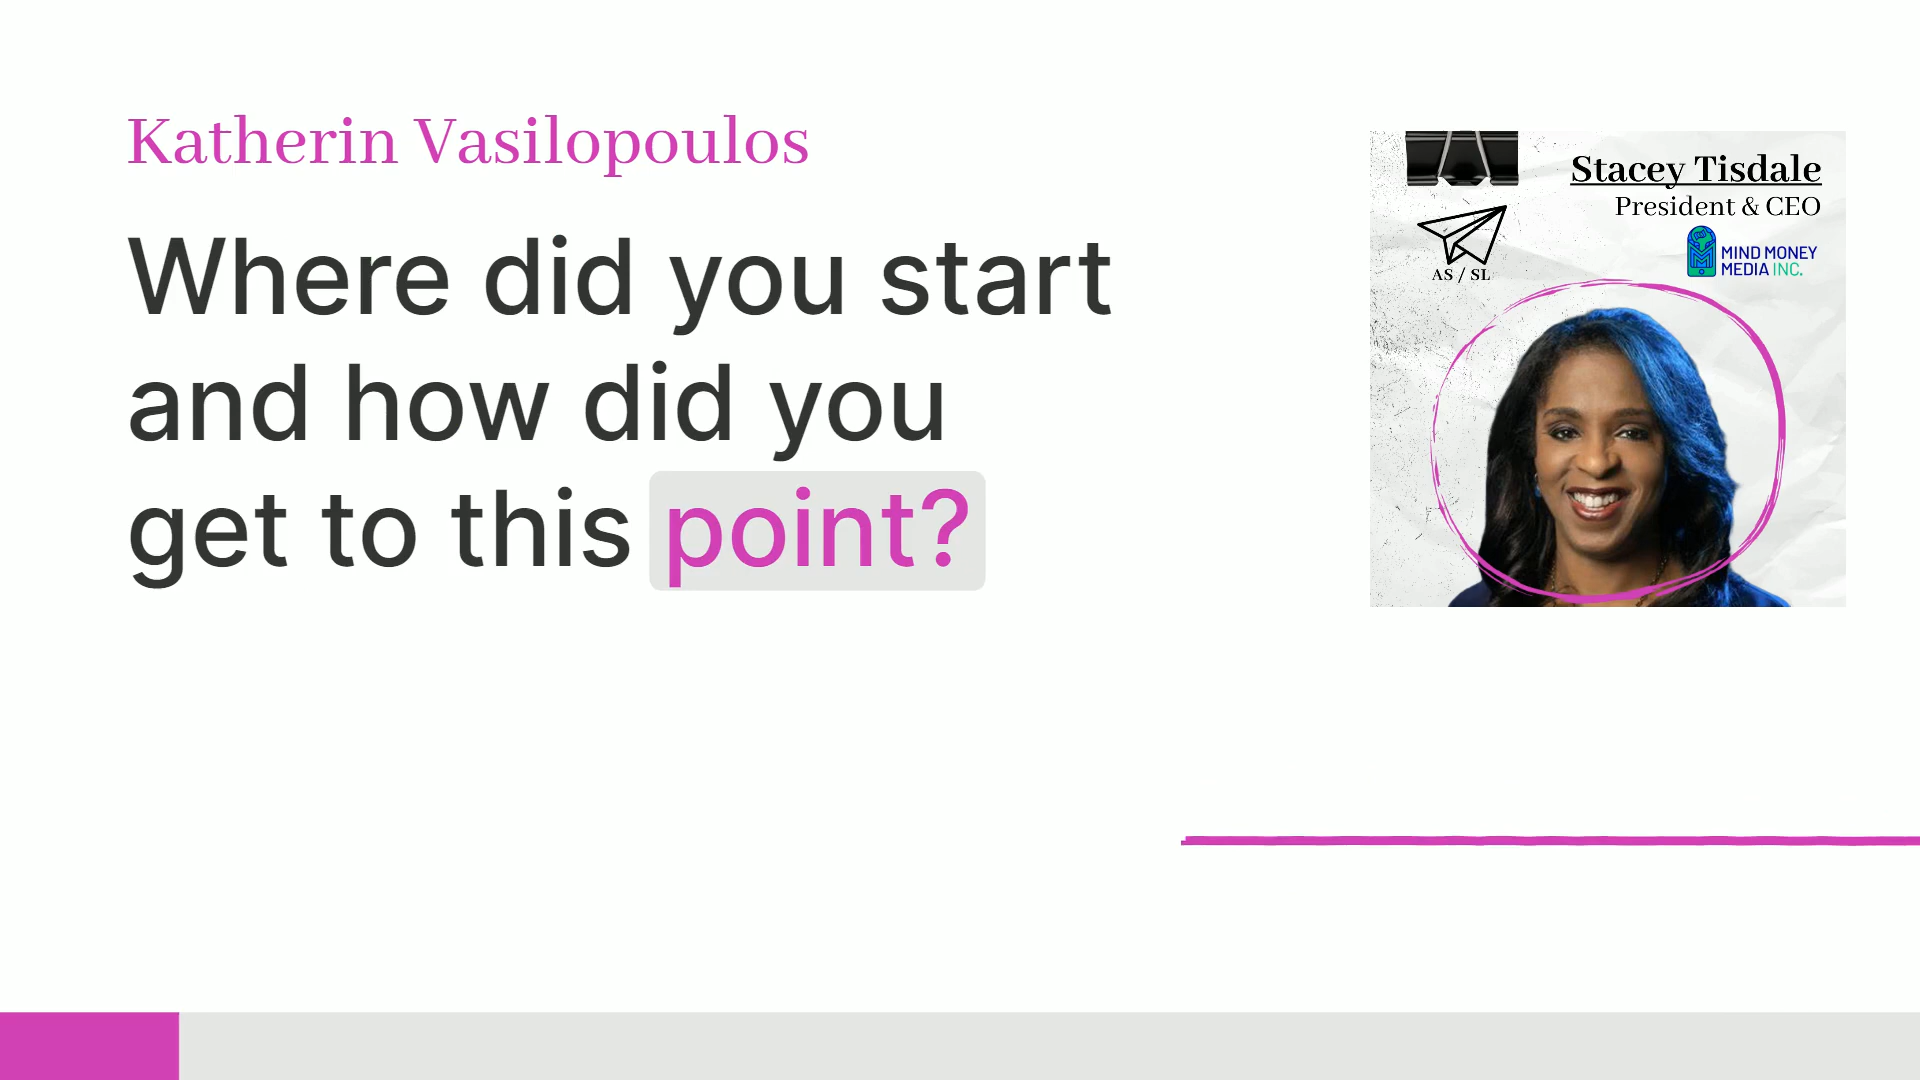 Katherin Vasilopoulos
Where did you start
and how did you
get to this point?
Stacey Tisdale
President & CEO
MIND MONEY
MEDIA INC.
AS / SL